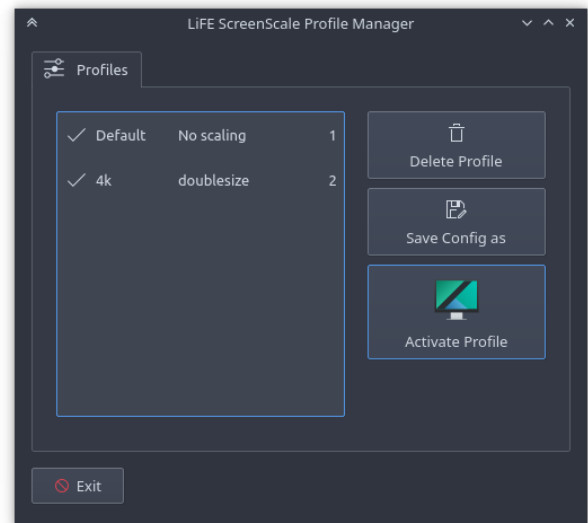 LiFE ScreenScale Profile Manager
Profiles
Default No scaling 1
4k doublesize 2
Delete Profile
Save Config as
Activate Profile
Exit